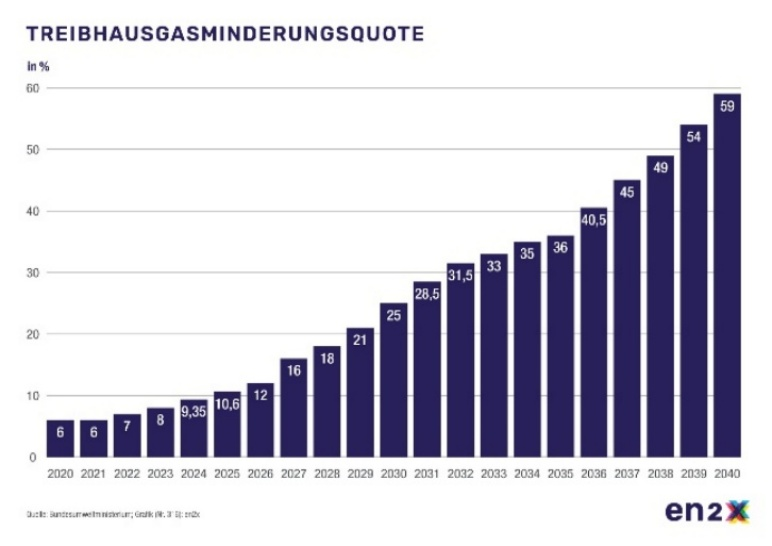 TREIBHAUSGASMINDERUNGSQUOTE
in %
60
50
40
30
20
10
0
6 6 7 8 9,35 10,6 12 16 18 21 25 28,5 31,5 33 35 36 40,5 45 49 54 59
2020 2021 2022 2023 2024 2025 2026 2027 2028 2029 2030 2031 2032 2033 2034 2035 2036 2037 2038 2039 2040
Quelle: Bundesumweltministerium; Grafik (Nr. en2x
en2x